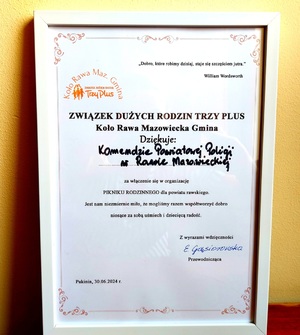 „Dobro, które robimy dzisiaj, staje się szczęściem jutra."
William Wordsworth
Koło Rawa Maz. Gmina
Trzy Plus
ZWIĄZEK DUŻYCH RODZIN TRZY PLUS
Koło Rawa Mazowiecka Gmina
Dziękuje:
Komendzie Powiatowej Policji
w Rawie Mazowieckiej
za włączenie się w organizację
PIKNIKU RODZINNEGO dla powiatu rawskiego.
Jest nam niezmiernie miło, że mogliśmy razem współtworzyć dobro
niosące za sobą uśmiech i dziecięcą radość.
Z wyrazami wdzięczności
E Gąsiorowska
Przewodnicząca
Pukinia, 30.06.2024 r.